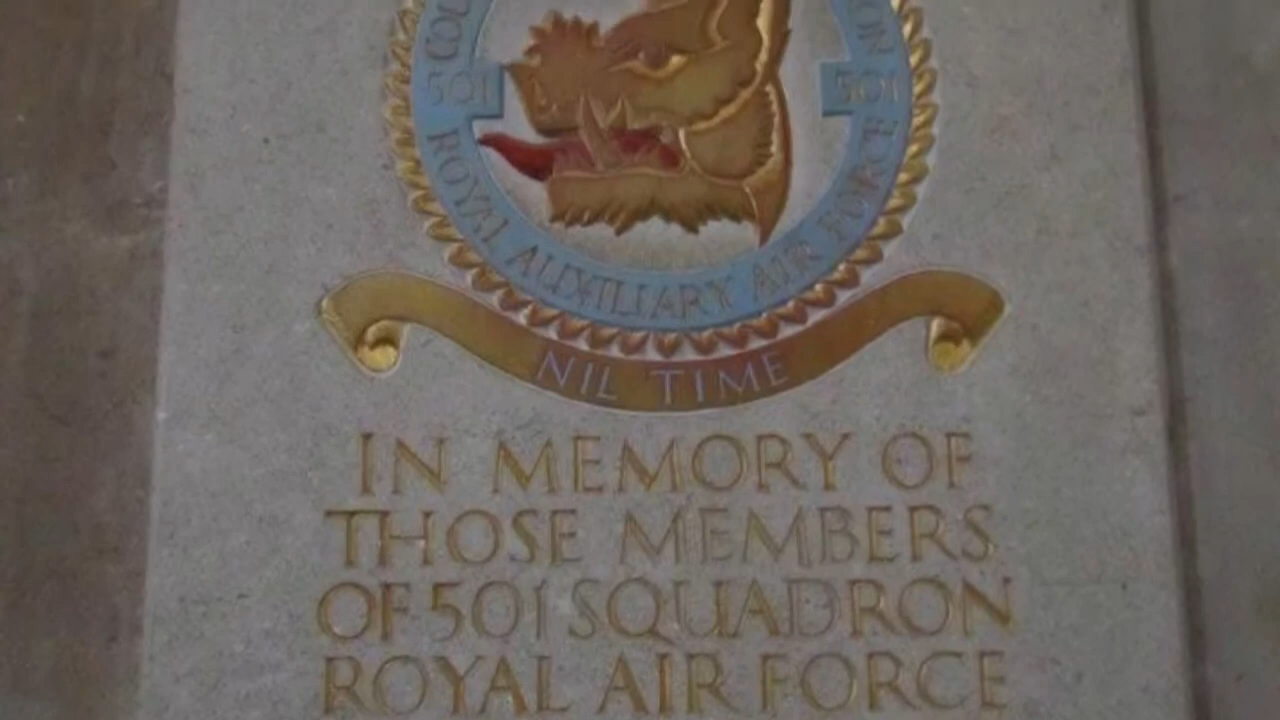 501 501
ROYAL AUXILIARY AIR FORCE
NIL TIME
IN MEMORY OF
THOSE MEMBERS
OF 501 SQUADRON
ROYAL AIR FORCE